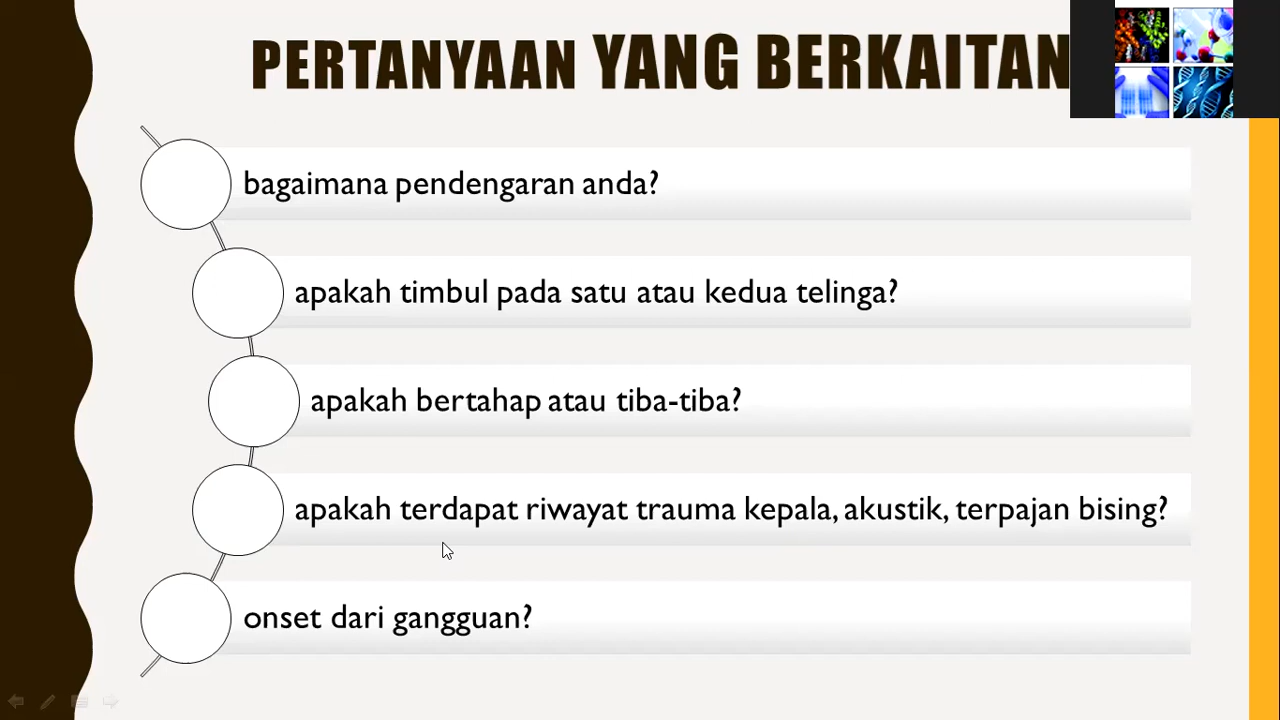 PERTANYAAN YANG BERKAITAN
bagaimana pendengaran anda?
apakah timbul pada satu atau kedua telinga?
apakah bertahap atau tiba-tiba?
apakah terdapat riwayat trauma kepala, akustik, terpajan bising?
onset dari gangguan?